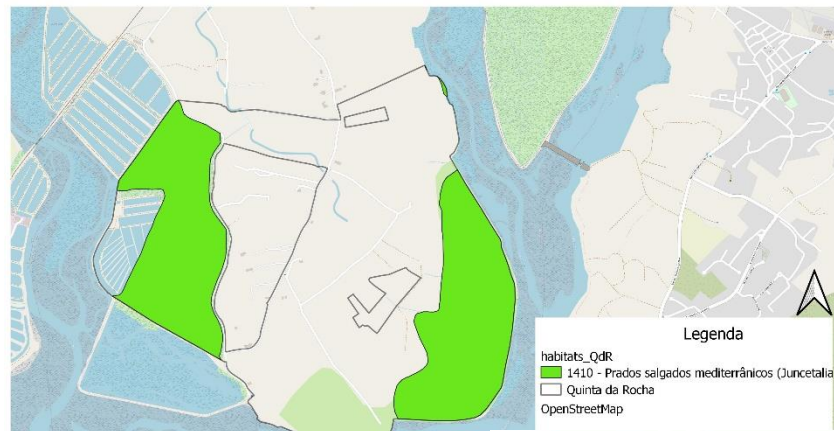 Legenda
habitats_QdR
1410 - Prados salgados mediterrânicos (Juncetalia
Quinta da Rocha
OpenStreetMap